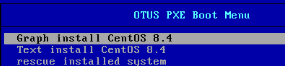 OTUS PXE Boot Menu
Graph install CentOS 8.4
Text install CentOS 8.4
rescue installed system